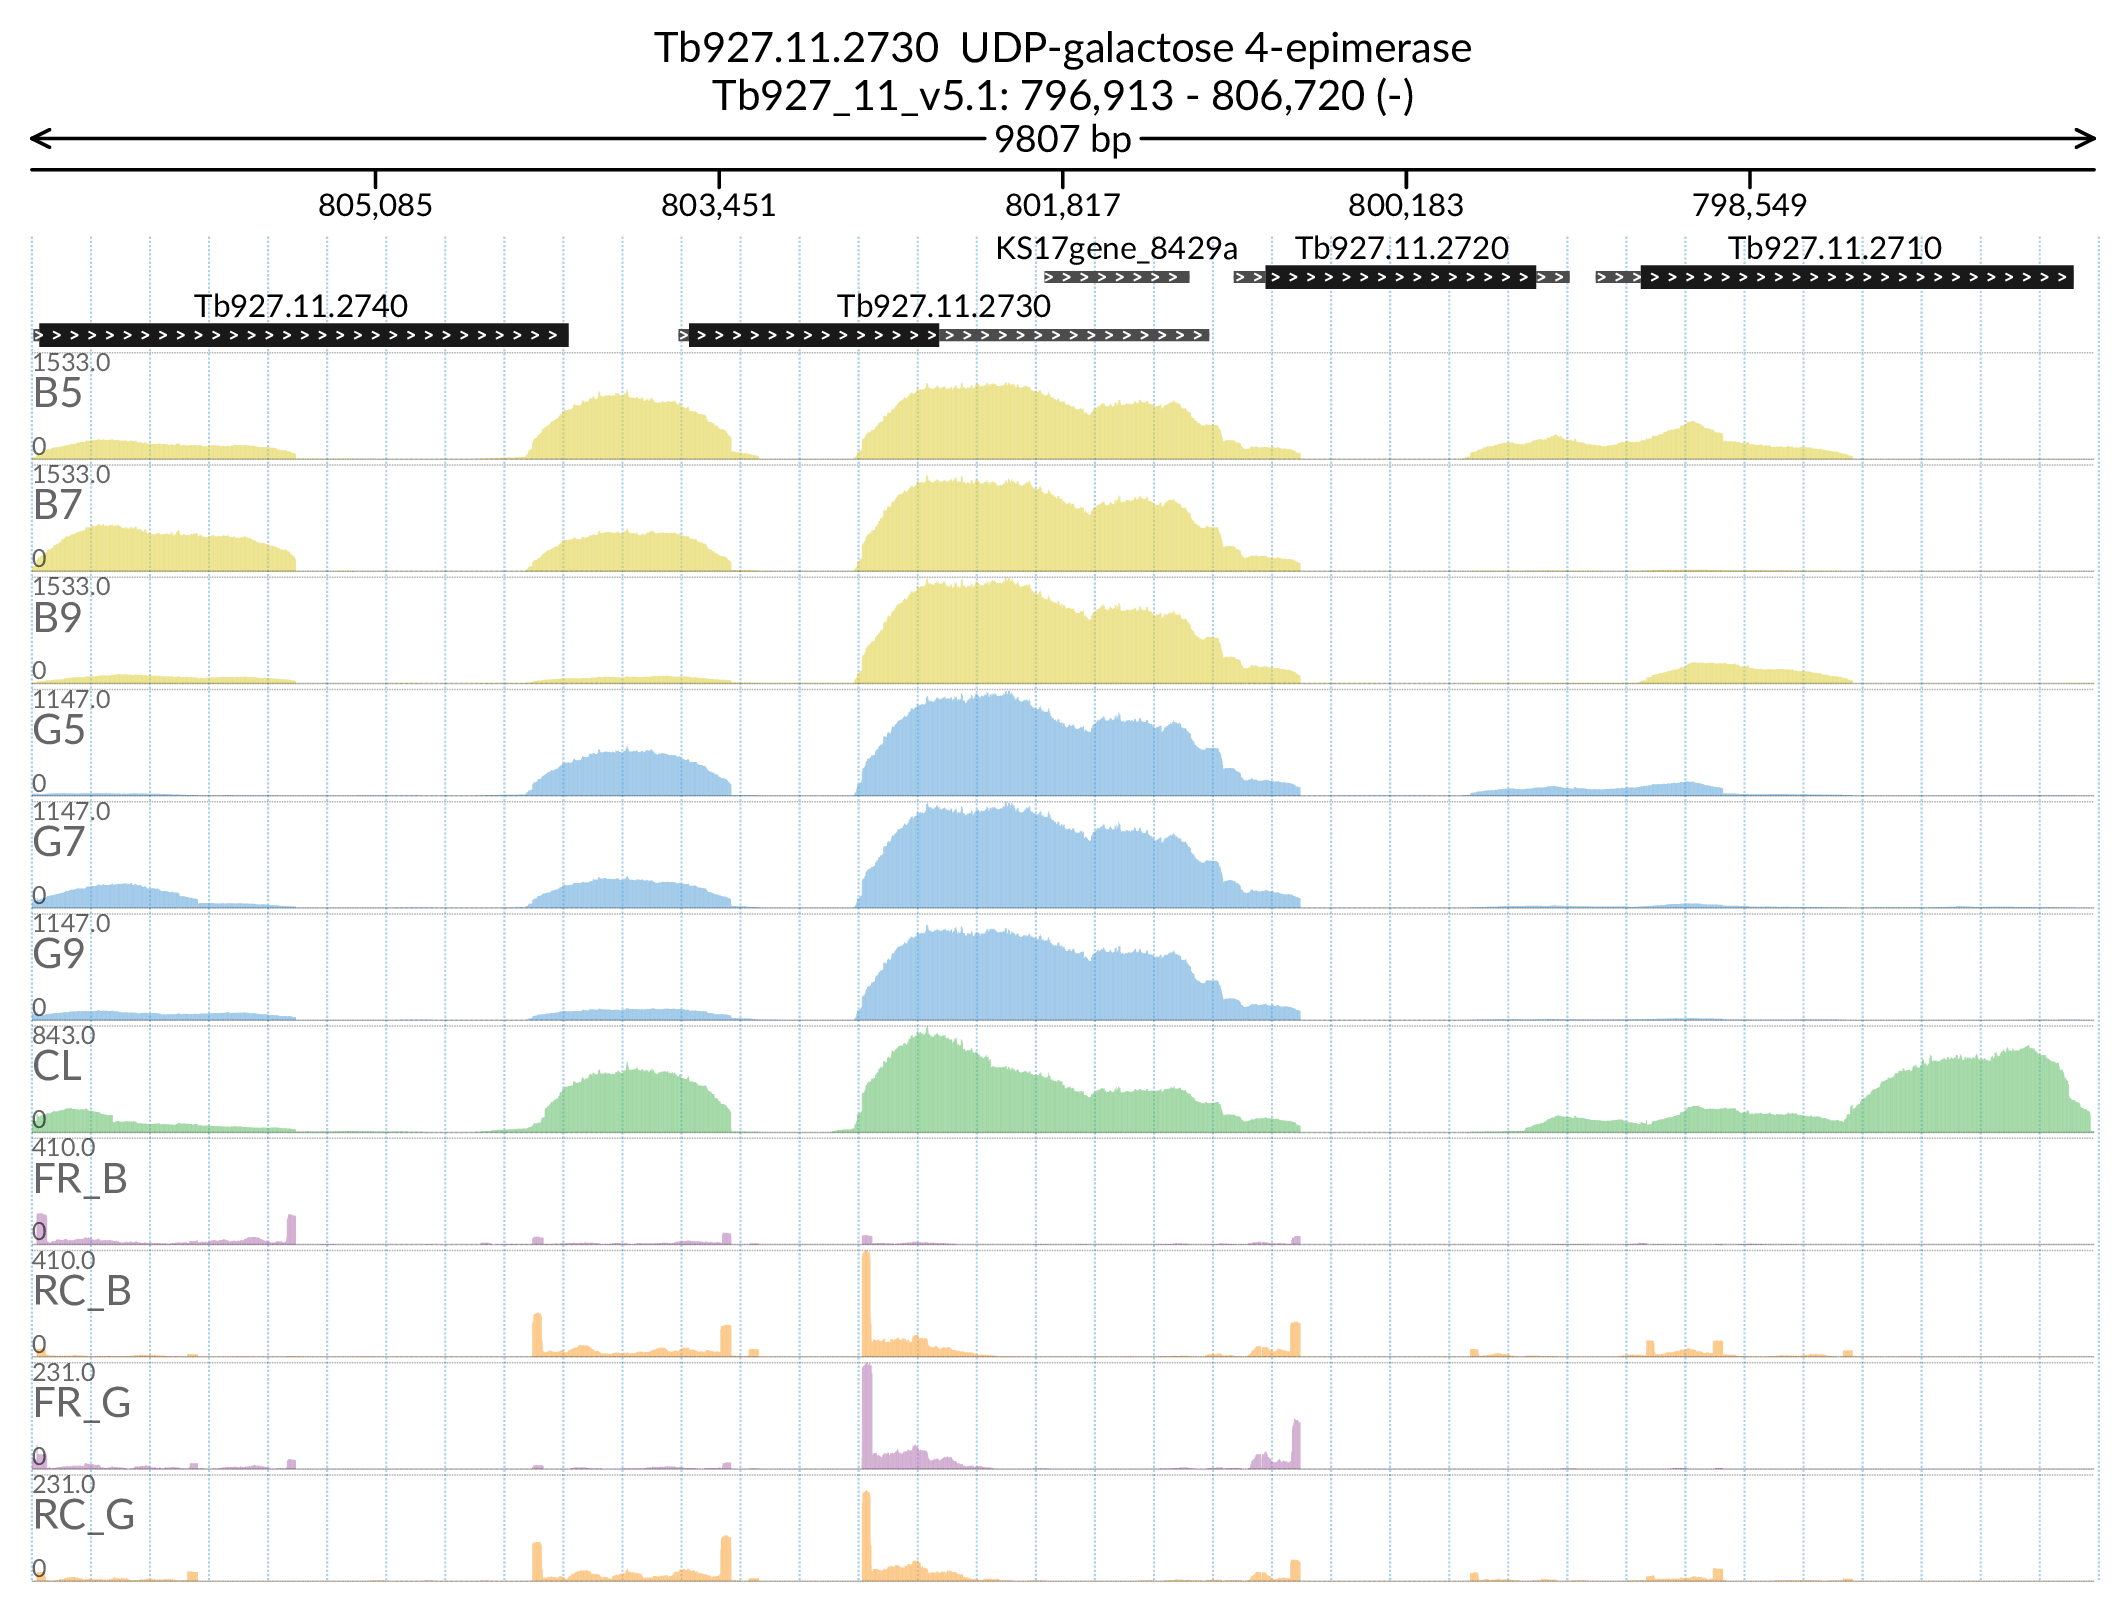 Tb927.11.2730  UDP-galactose 4-epimerase
Tb927_11_v5.1: 796,913 - 806,720 (-)
9807 bp
805,085 803,451 801,817 800,183 798,549
KS17gene_8429a Tb927.11.2720 Tb927.11.2710
Tb927.11.2740 Tb927.11.2730
1533.0
B5
0
1533.0
B7
0
1533.0
B9
0
1147.0
G5
0
1147.0
G7
0
1147.0
G9
0
843.0
CL
0
410.0
FR_B
0
410.0
RC_B
0
231.0
FR_G
0
231.0
RC_G
0